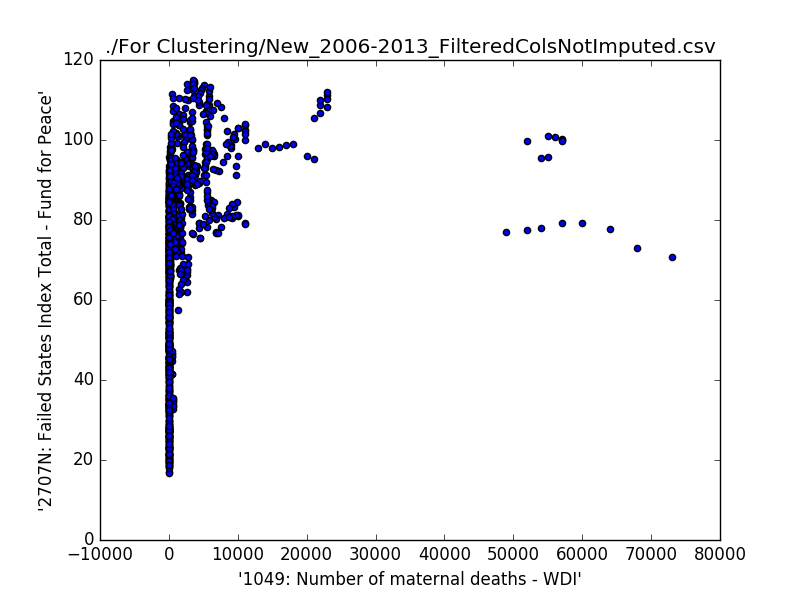 ./For Clustering/New_2006-2013_FilteredColsNotImputed.csv
120
100
80
60
40
20
0
'2707N: Failed States Index Total - Fund for Peace'
−10000 0 10000 20000 30000 40000 50000 60000 70000 80000
'1049: Number of maternal deaths - WDI'